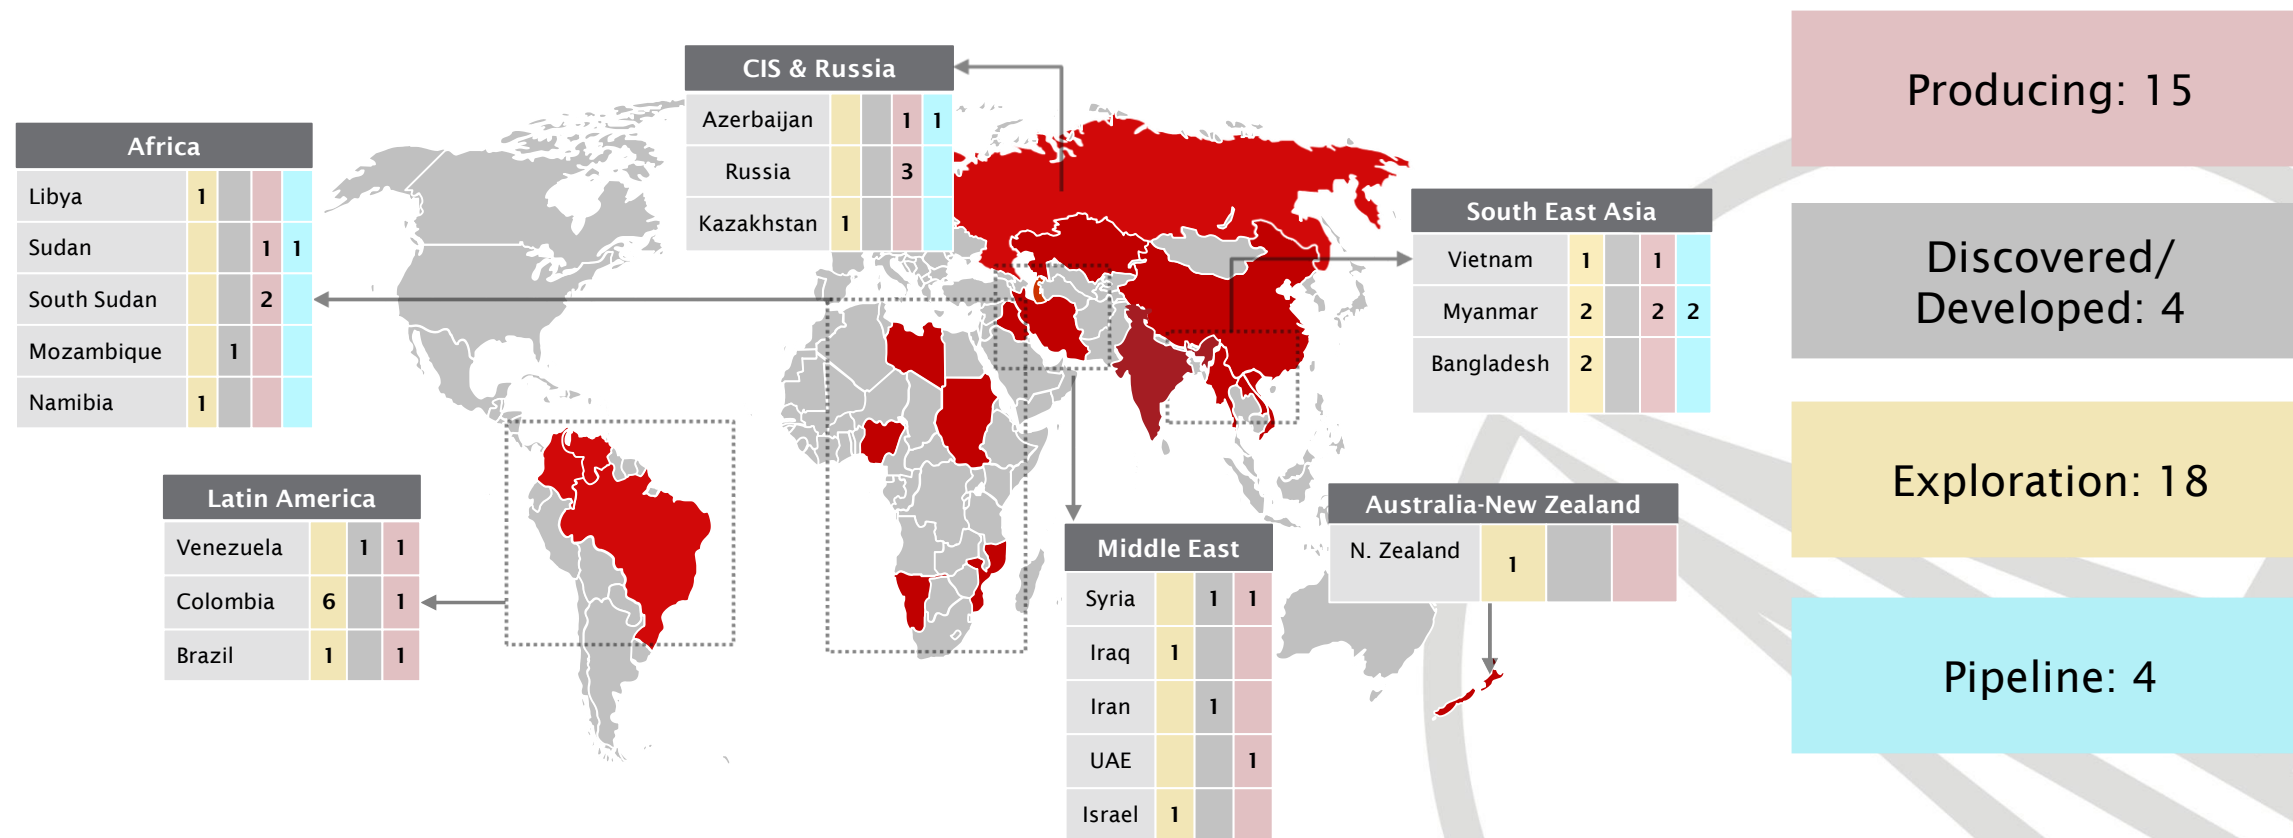 CIS & Russia
Azerbaijan 1 1
Russia 3
Kazakhstan 1
Africa
Libya 1
Sudan 1 1
South Sudan 2
Mozambique 1
Namibia 1
South East Asia
Vietnam 1 1
Myanmar 2 2 2
Bangladesh 2
Latin America
Venezuela 1 1
Colombia 6 1
Brazil 1 1
Middle East
Syria 1 1
Iraq 1
Iran 1
UAE 1
Israel 1
Australia-New Zealand
N. Zealand 1
Producing: 15
Discovered/
Developed: 4
Exploration: 18
Pipeline: 4